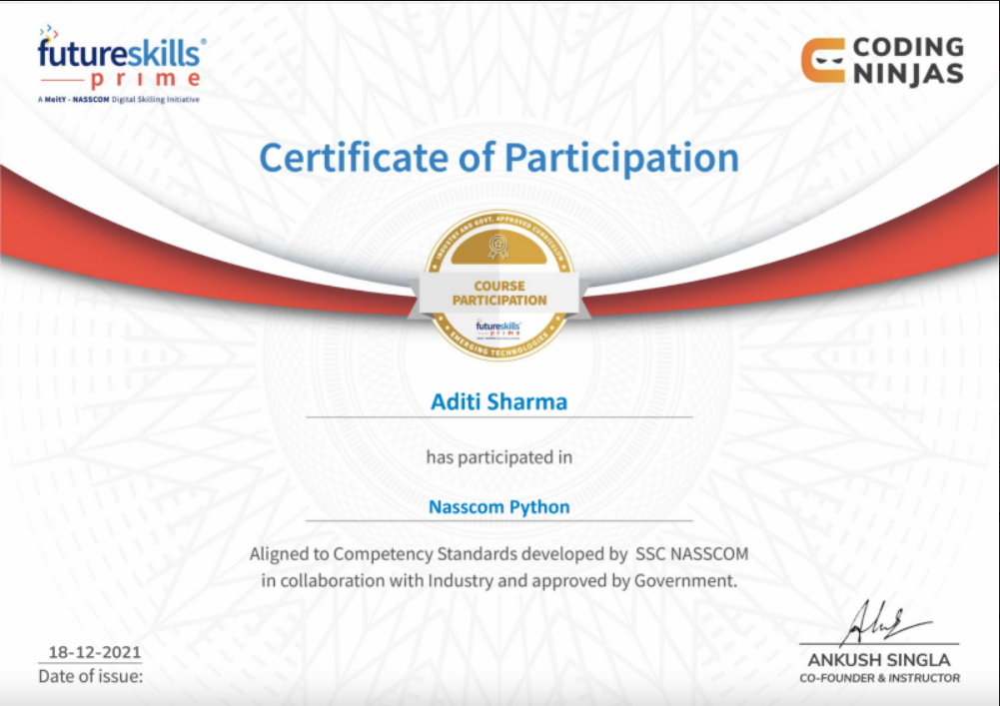 futureskills®
prime
A MeitY - NASSCOM Digital Skilling Initiative
CODING
NINJAS
Certificate of Participation
INDUSTRY AND GOVT. APPROVED CURRICULUM
COURSE
PARTICIPATION
futureskills
prime
EMERGING TECHNOLOGIES
Aditi Sharma
has participated in
Nasscom Python
Aligned to Competency Standards developed by SSC NASSCOM
in collaboration with Industry and approved by Government.
18-12-2021
Date of issue:
ANKUSH SINGLA
CO-FOUNDER & INSTRUCTOR